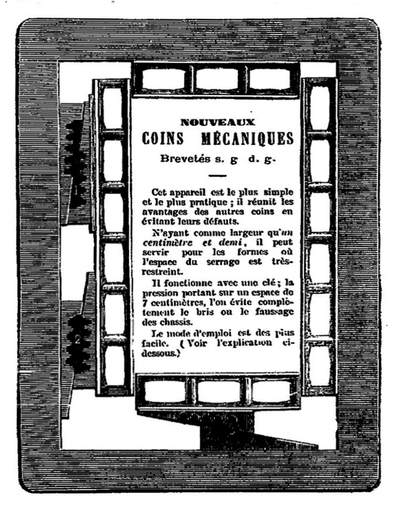 NOUVEAUX
COINS MÉCANIQUES
Brevetés s. g d. g.
Cet appareil est le plus simple
et le plus pratique ; il réunit les
avantages des autres coins en
évitant leurs défauts.
N'ayant comme largeur qu'un
centimètre et demi, il peut
servir pour les formes où
l'espace du serrage est très-
restreint.
Il fonctionne avec une clé ; la
pression portant sur un espace de
7 centimètres, l'on évite complè-
tement le bris ou le faussage
des chassis.
Le mode d'emploi est des plus
facile. (Voir l'explication ci-
dessous.)
2